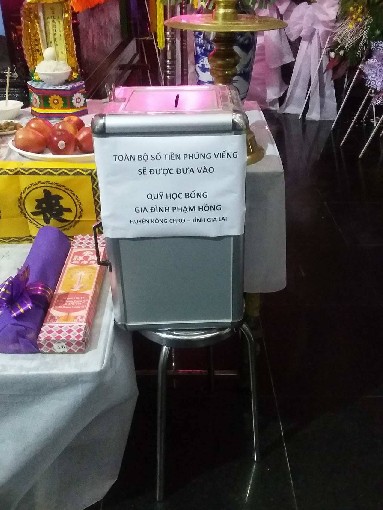 TOÀN BỘ SỐ TIỀN PHÚNG VIẾNG
SẼ ĐƯỢC ĐƯA VÀO
QUỸ HỌC BỔNG
GIA ĐÌNH PHẠM HỒNG
HUYỆN KÔNG CHRO - TỈNH GIA LAI
喪